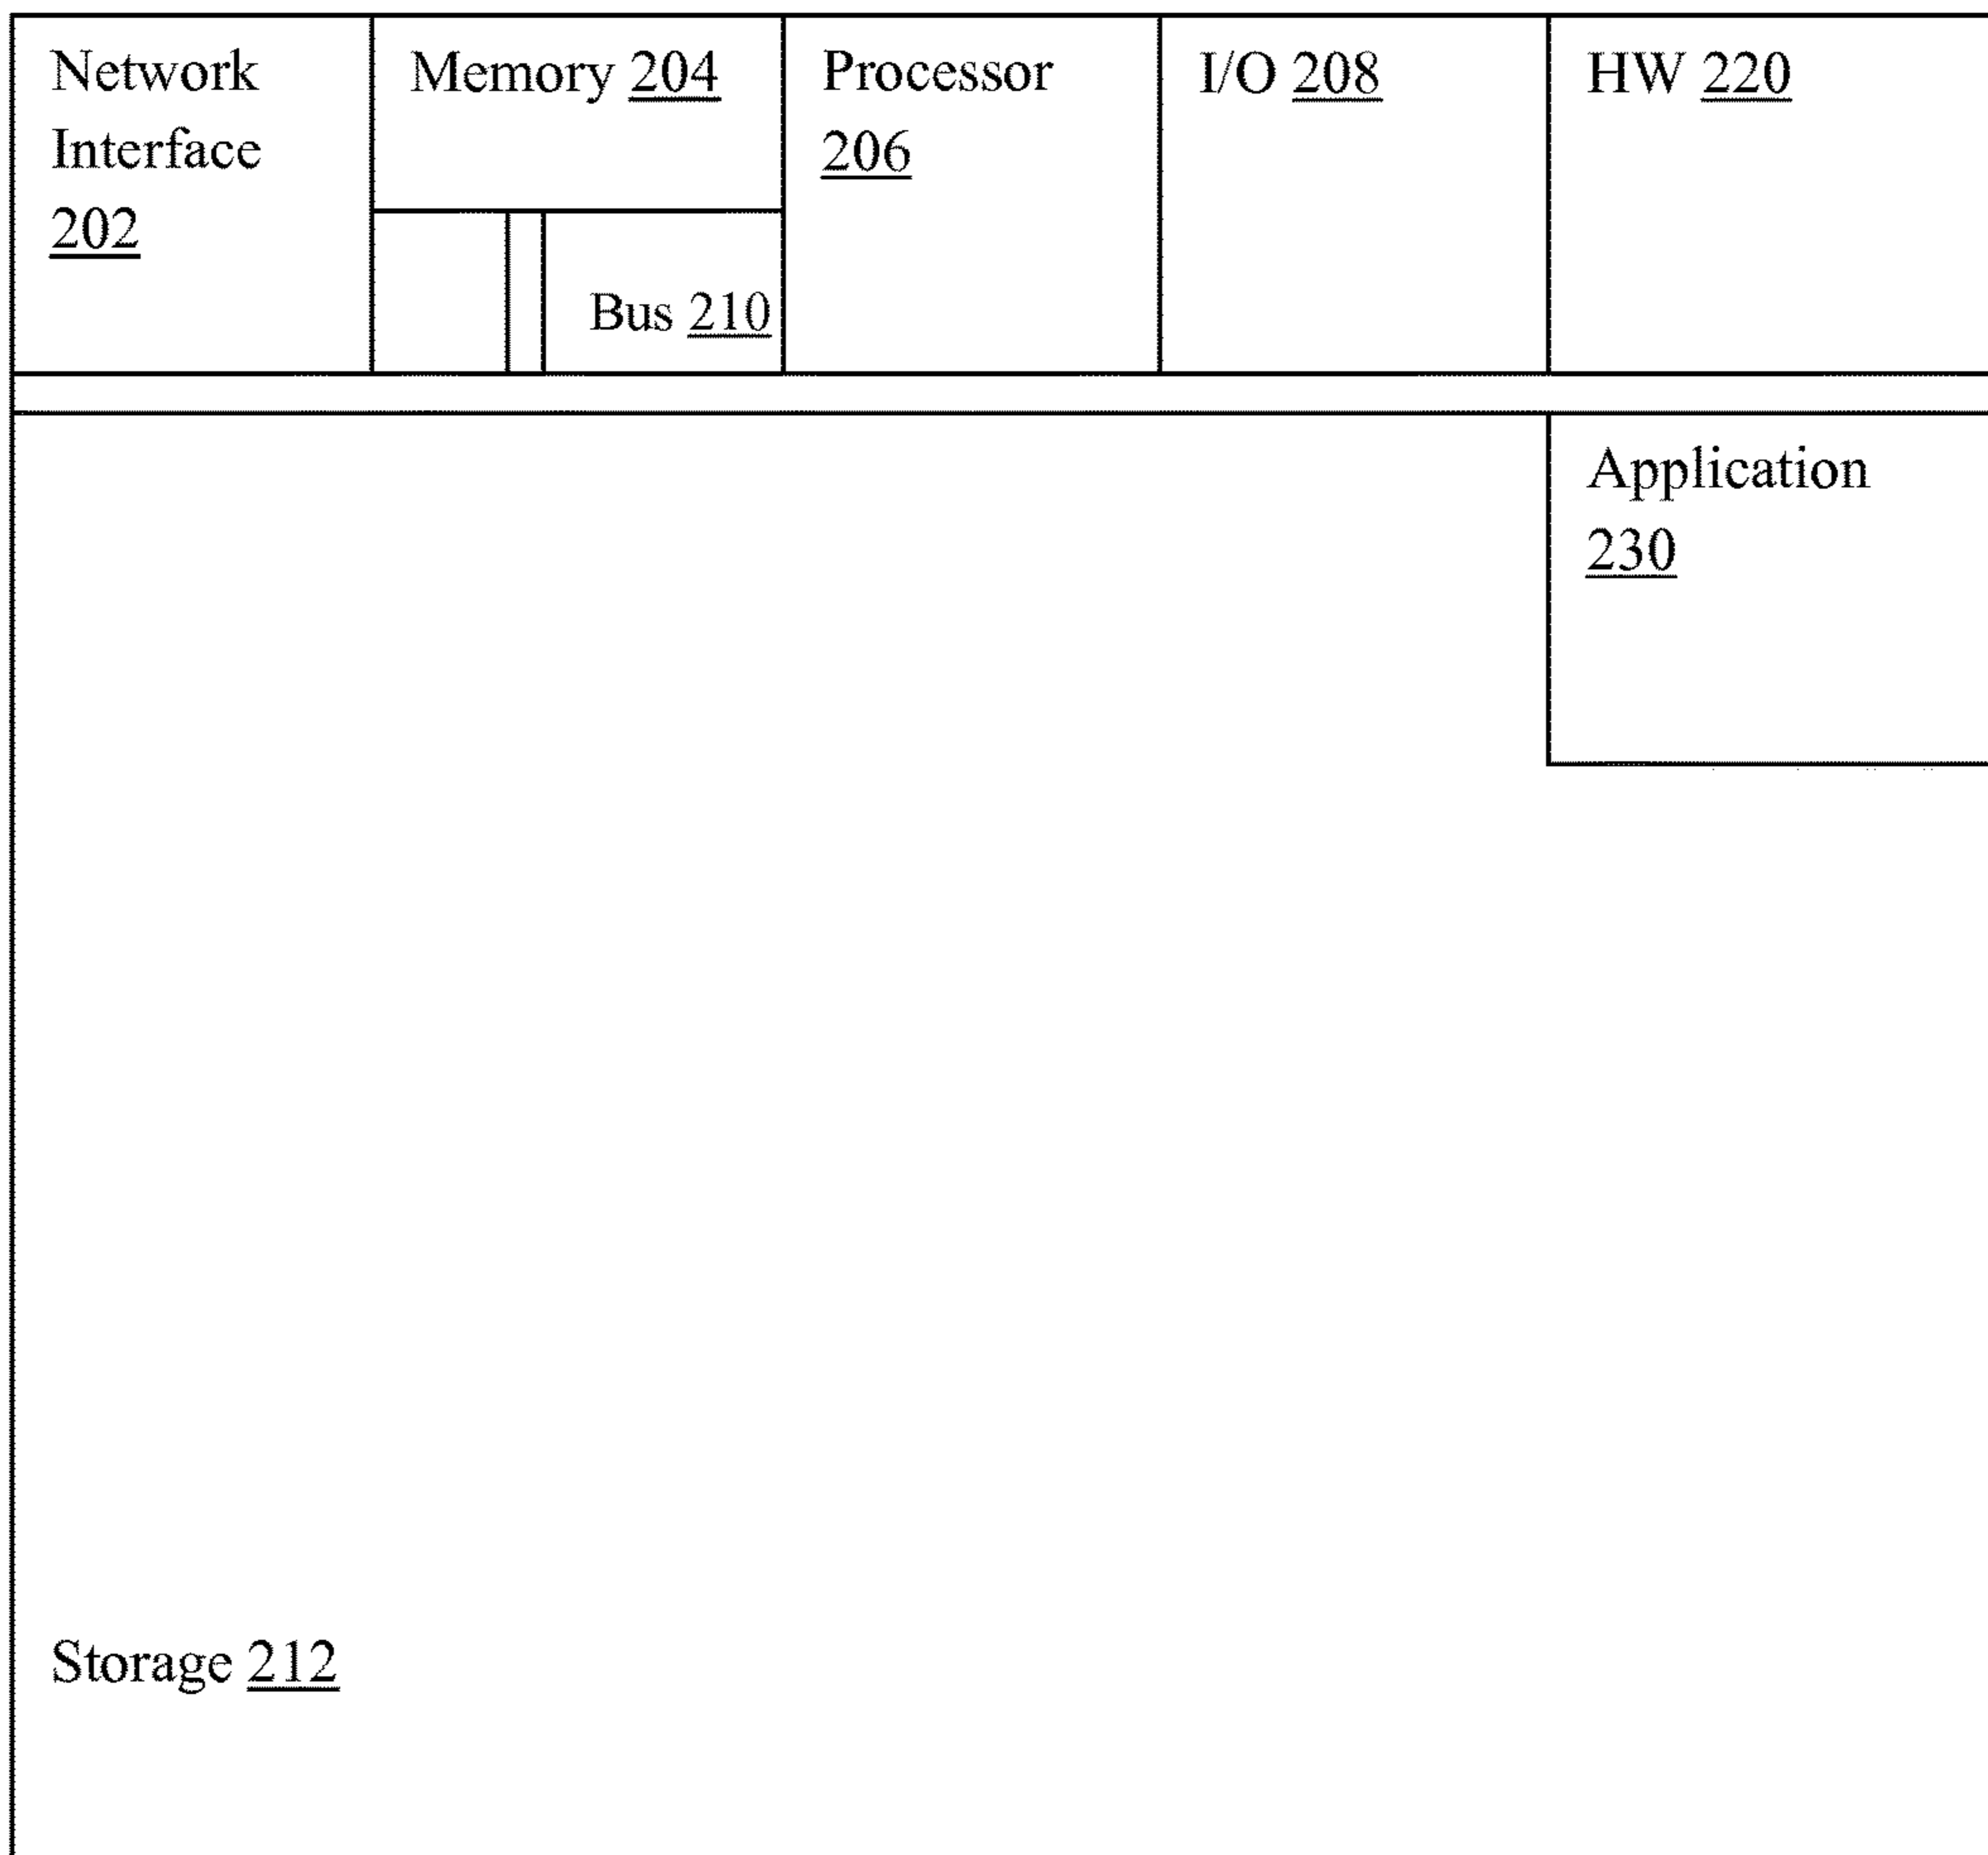 Network
Interface
202
Memory 204
Processor
206
I/O 208
HW 220
Bus 210
Application
230
Storage 212